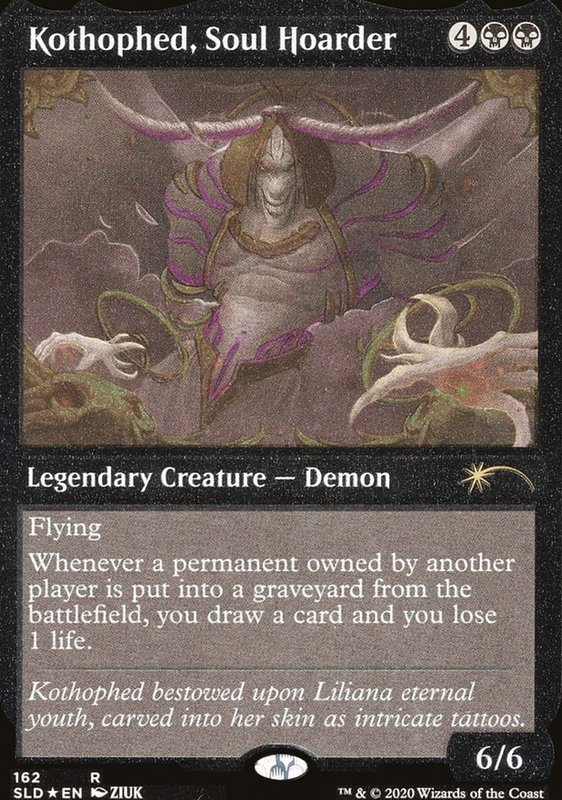 Kothophed, Soul Hoarder 4
Legendary Creature — Demon
Flying
Whenever a permanent owned by another
player is put into a graveyard from the
battlefield, you draw a card and you lose
1 life.
Kothophed bestowed upon Liliana eternal
youth, carved into her skin as intricate tattoos.
6/6
162 R
SLD★EN ZIUK
™ & © 2020 Wizards of the Coast